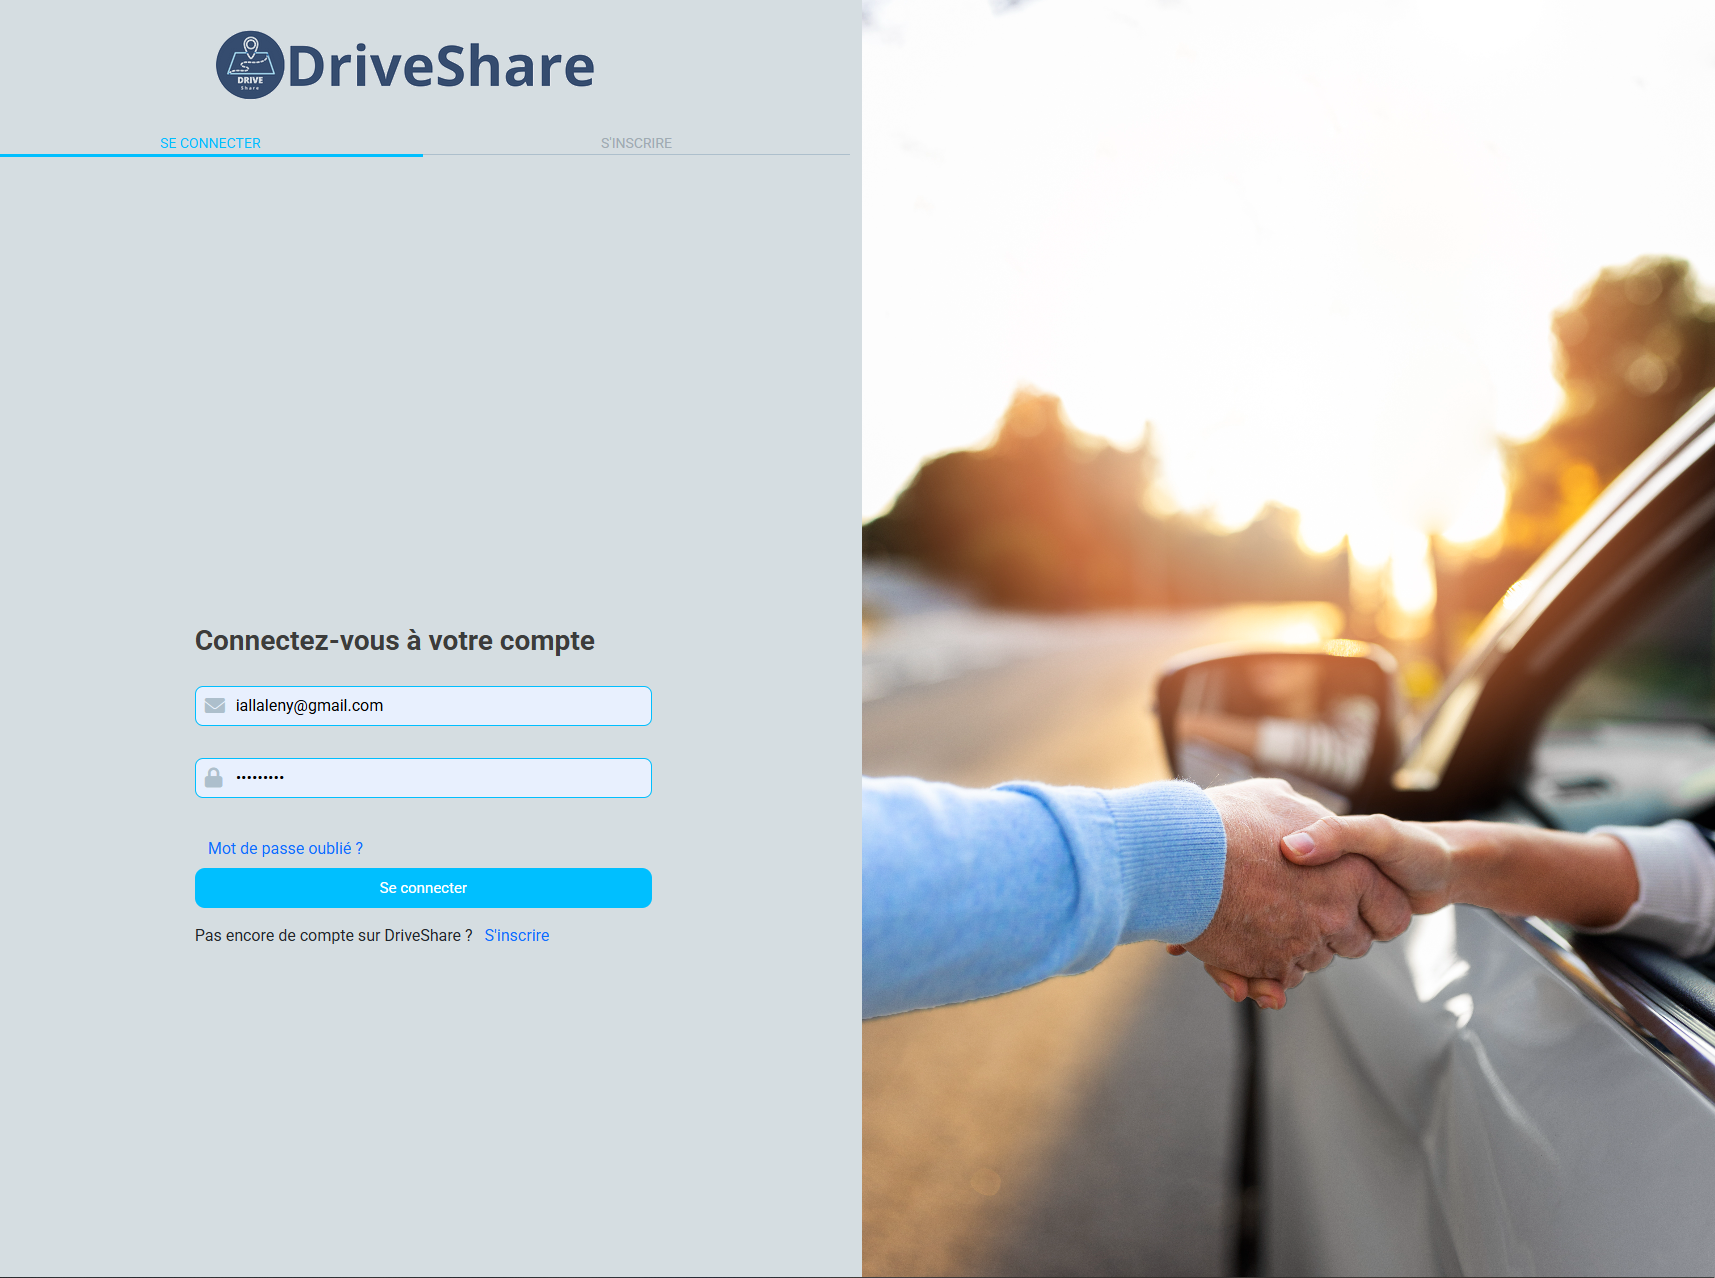 DRIVE
Share
DriveShare
SE CONNECTER
S'INSCRIRE
Connectez-vous à votre compte
iallaleny@gmail.com
•••••••••
Mot de passe oublié ?
Se connecter
Pas encore de compte sur DriveShare ? S'inscrire